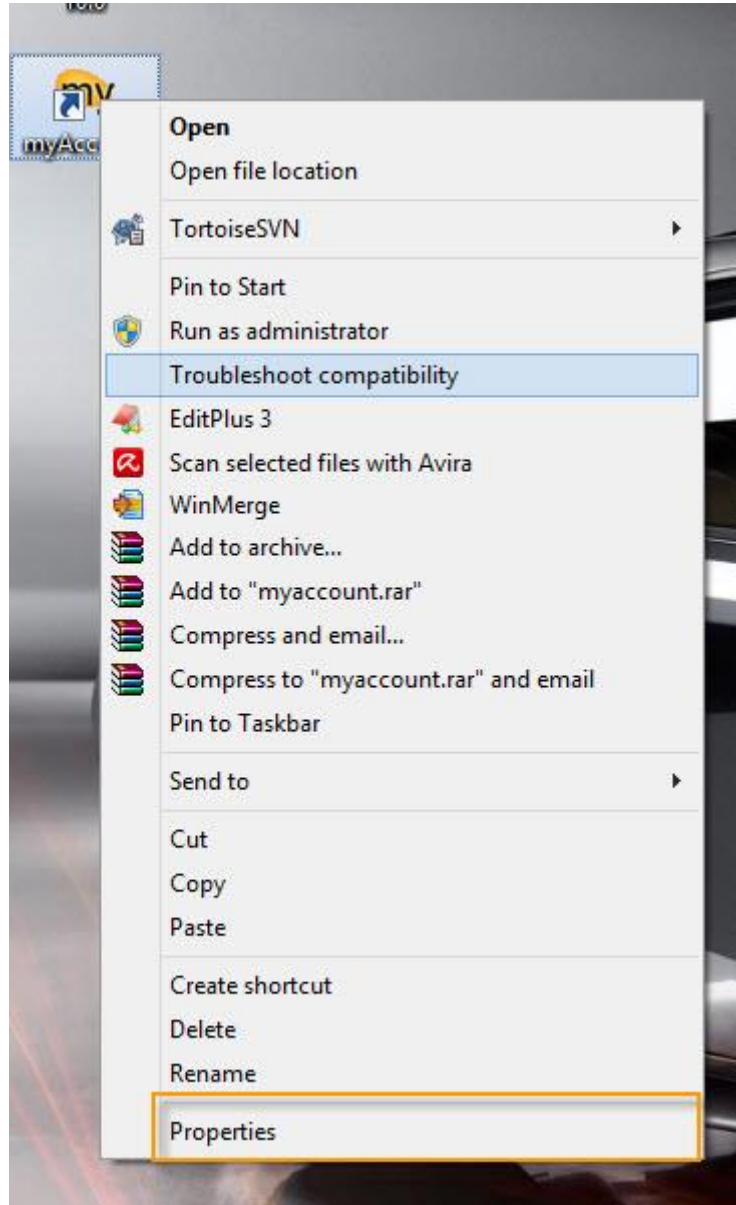 my
myAcc
Open
Open file location
TortoiseSVN
Pin to Start
Run as administrator
Troubleshoot compatibility
EditPlus 3
Scan selected files with Avira
WinMerge
Add to archive...
Add to "myaccount.rar"
Compress and email...
Compress to "myaccount.rar" and email
Pin to Taskbar
Send to
Cut
Copy
Paste
Create shortcut
Delete
Rename
Properties